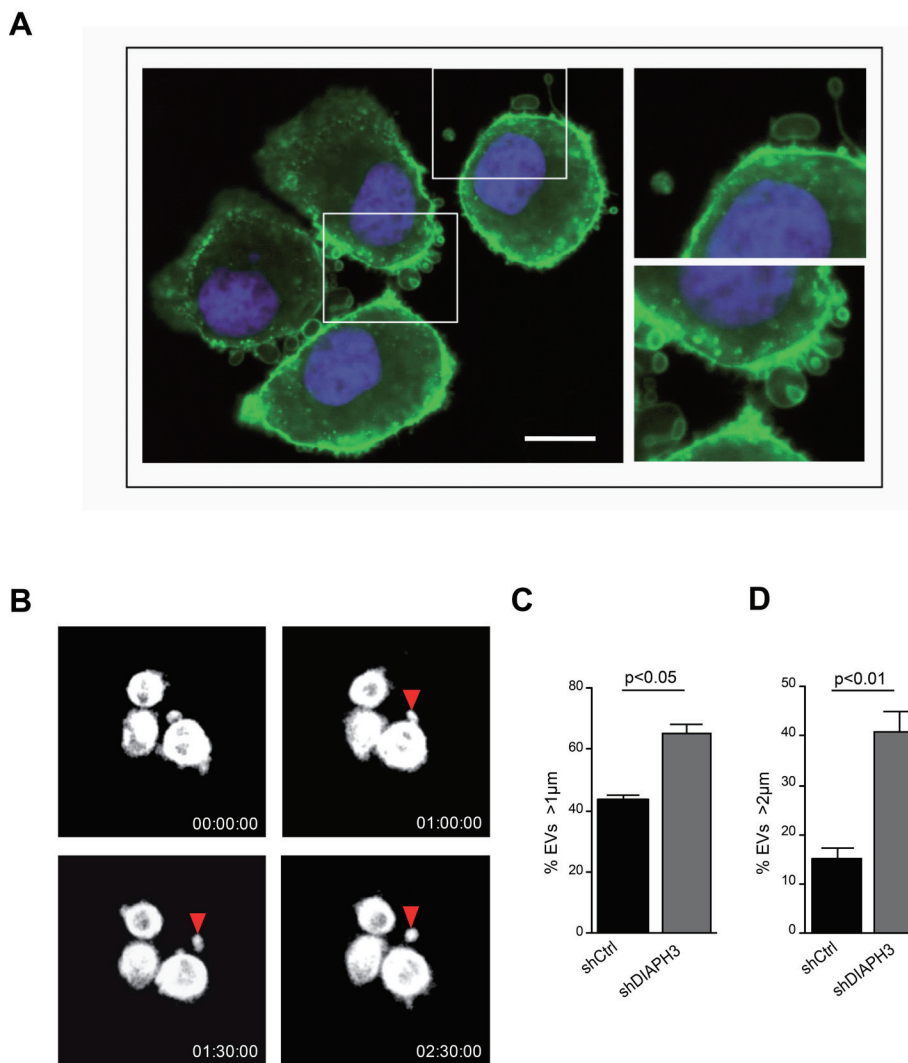 A
B
00:00:00
01:00:00
01:30:00
02:30:00
C
p<0.05
% EVs >1µm
80
60
40
20
0
shCtrl
shDIAPH3
D
p<0.01
% EVs >2µm
50
40
30
20
10
0
shCtrl
shDIAPH3